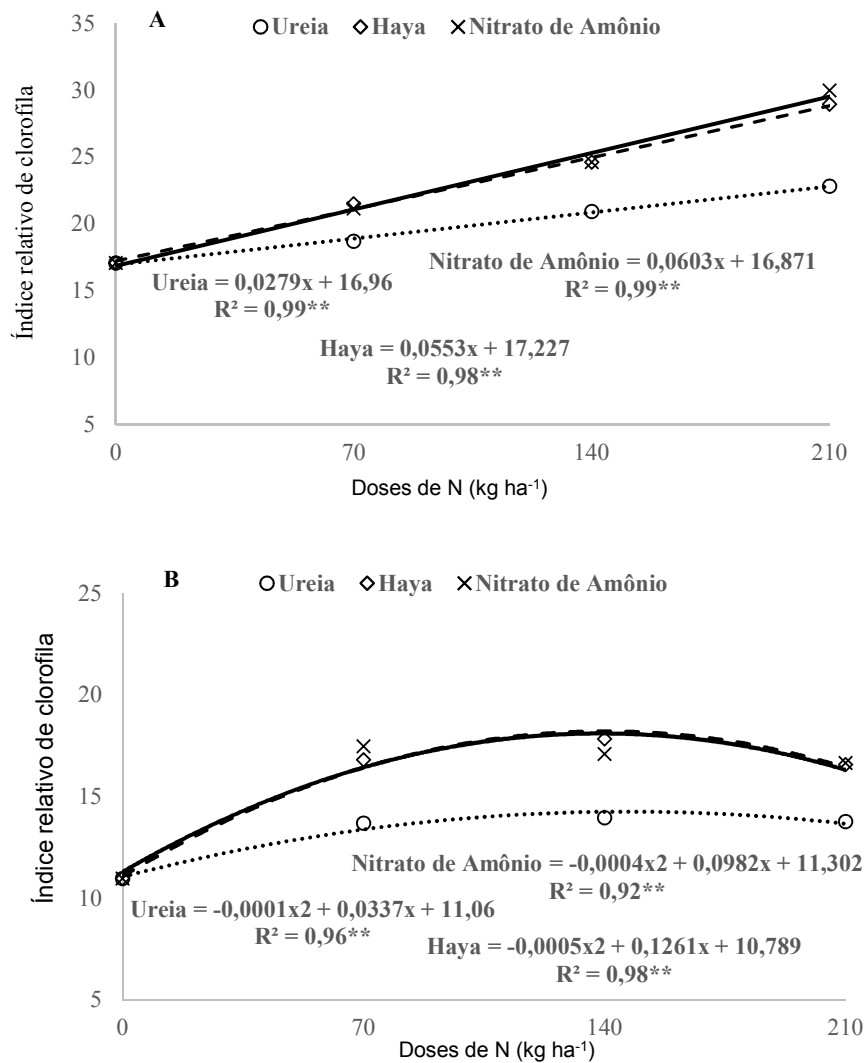 A
Ureia Haya Nitrato de Amônio
Índice relativo de clorofila
35
30
25
20
15
10
5
Ureia = 0,0279x + 16,96
R² = 0,99**
Nitrato de Amônio = 0,0603x + 16,871
R² = 0,99**
Haya = 0,0553x + 17,227
R² = 0,98**
0 70 140 210
Doses de N (kg ha⁻¹)
B
Ureia Haya Nitrato de Amônio
Índice relativo de clorofila
25
20
15
10
5
Nitrato de Amônio = -0,0004x2 + 0,0982x + 11,302
R² = 0,92**
Ureia = -0,0001x2 + 0,0337x + 11,06
R² = 0,96**
Haya = -0,0005x2 + 0,1261x + 10,789
R² = 0,98**
0 70 140 210
Doses de N (kg ha⁻¹)